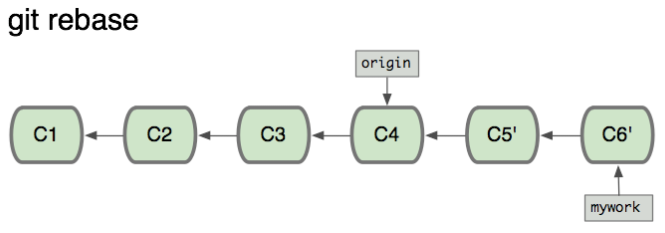 git rebase
origin
C1 C2 C3 C4 C5' C6'
mywork